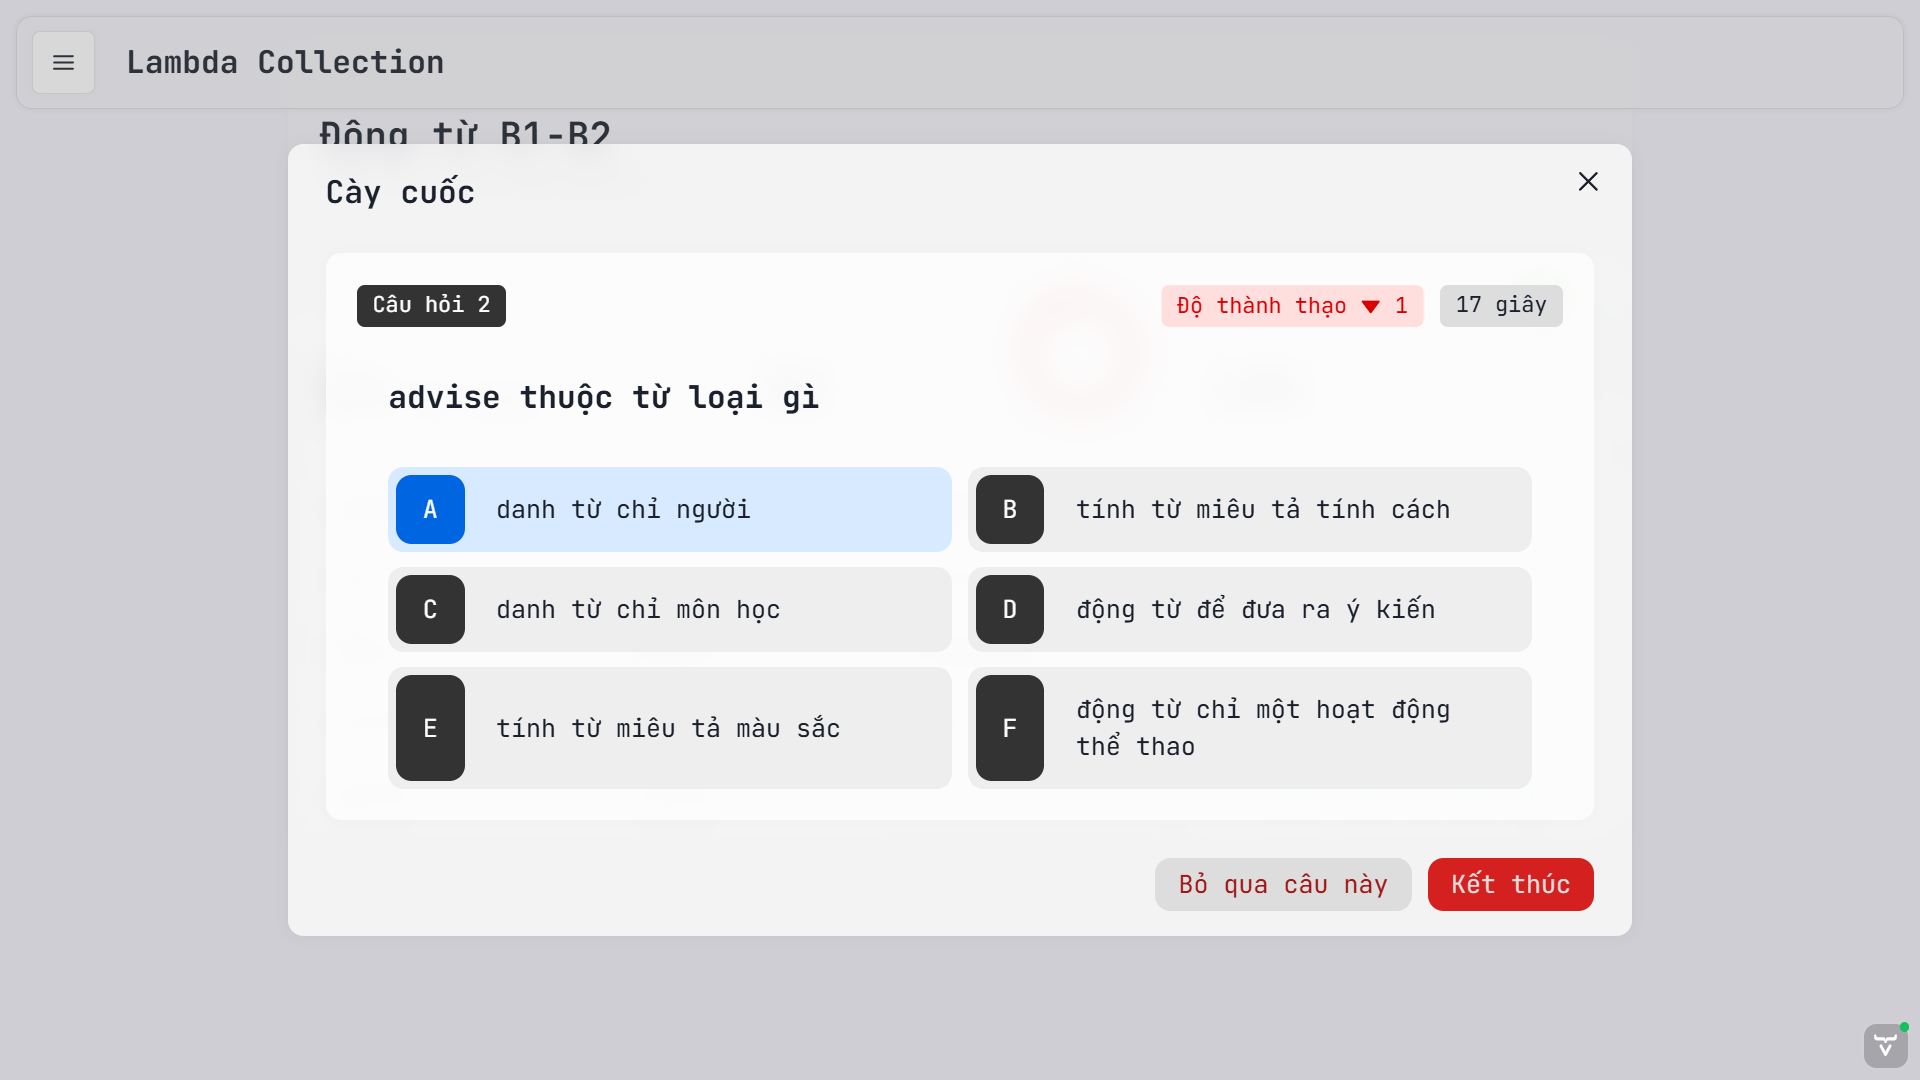 Lambda Collection
Động từ B1-B2
Cày cuốc
Câu hỏi 2
Độ thành thạo ▼ 1
17 giây
advise thuộc từ loại gì
A danh từ chỉ người
B tính từ miêu tả tính cách
C danh từ chỉ môn học
D động từ để đưa ra ý kiến
E tính từ miêu tả màu sắc
F động từ chỉ một hoạt động
thể thao
Bỏ qua câu này
Kết thúc